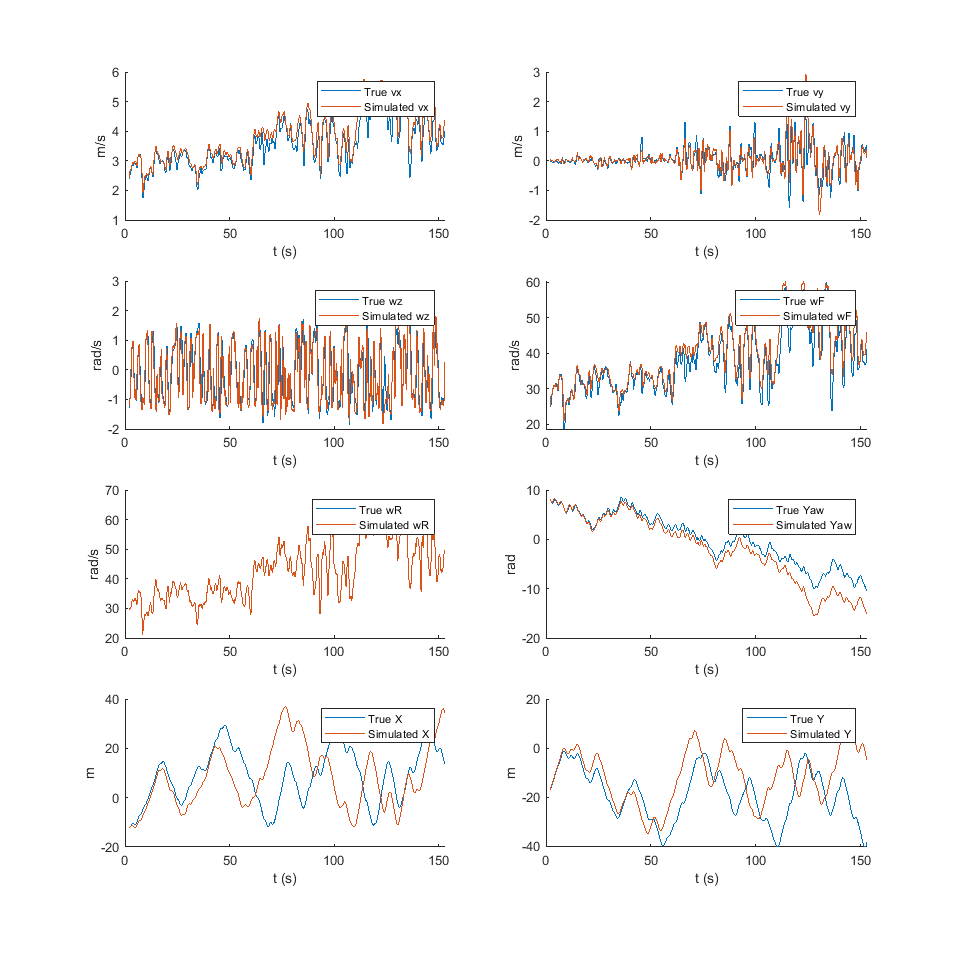 6
5
4
3
2
1
m/s
True vx
Simulated vx
0
50
100
150
t (s)
3
2
1
0
-1
-2
m/s
True vy
Simulated vy
0
50
100
150
t (s)
3
2
1
0
-1
-2
rad/s
True wz
Simulated wz
0
50
100
150
t (s)
60
50
40
30
20
rad/s
True wF
Simulated wF
0
50
100
150
t (s)
70
60
50
40
30
20
rad/s
True wR
Simulated wR
0
50
100
150
t (s)
10
0
-10
-20
rad
True Yaw
Simulated Yaw
0
50
100
150
t (s)
40
20
0
-20
m
True X
Simulated X
0
50
100
150
t (s)
20
0
-20
-40
m
True Y
Simulated Y
0
50
100
150
t (s)